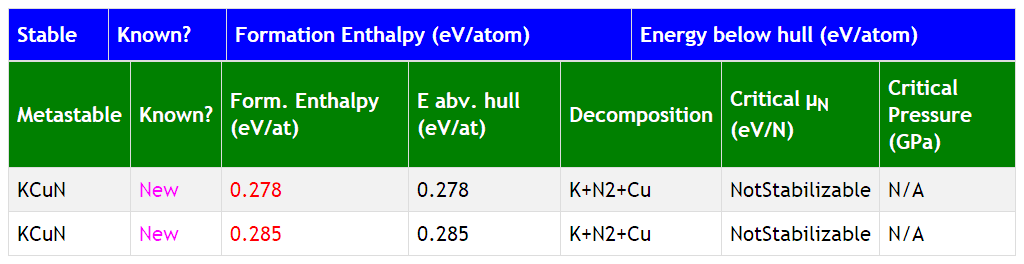 Stable Known? Formation Enthalpy (eV/atom) Energy below hull (eV/atom)
Metastable Known? Form. Enthalpy (eV/at) E abv. hull (eV/at) Decomposition Critical μN (eV/N) Critical Pressure (GPa)
KCuN New 0.278 0.278 K+N2+Cu NotStabilizable N/A
KCuN New 0.285 0.285 K+N2+Cu NotStabilizable N/A